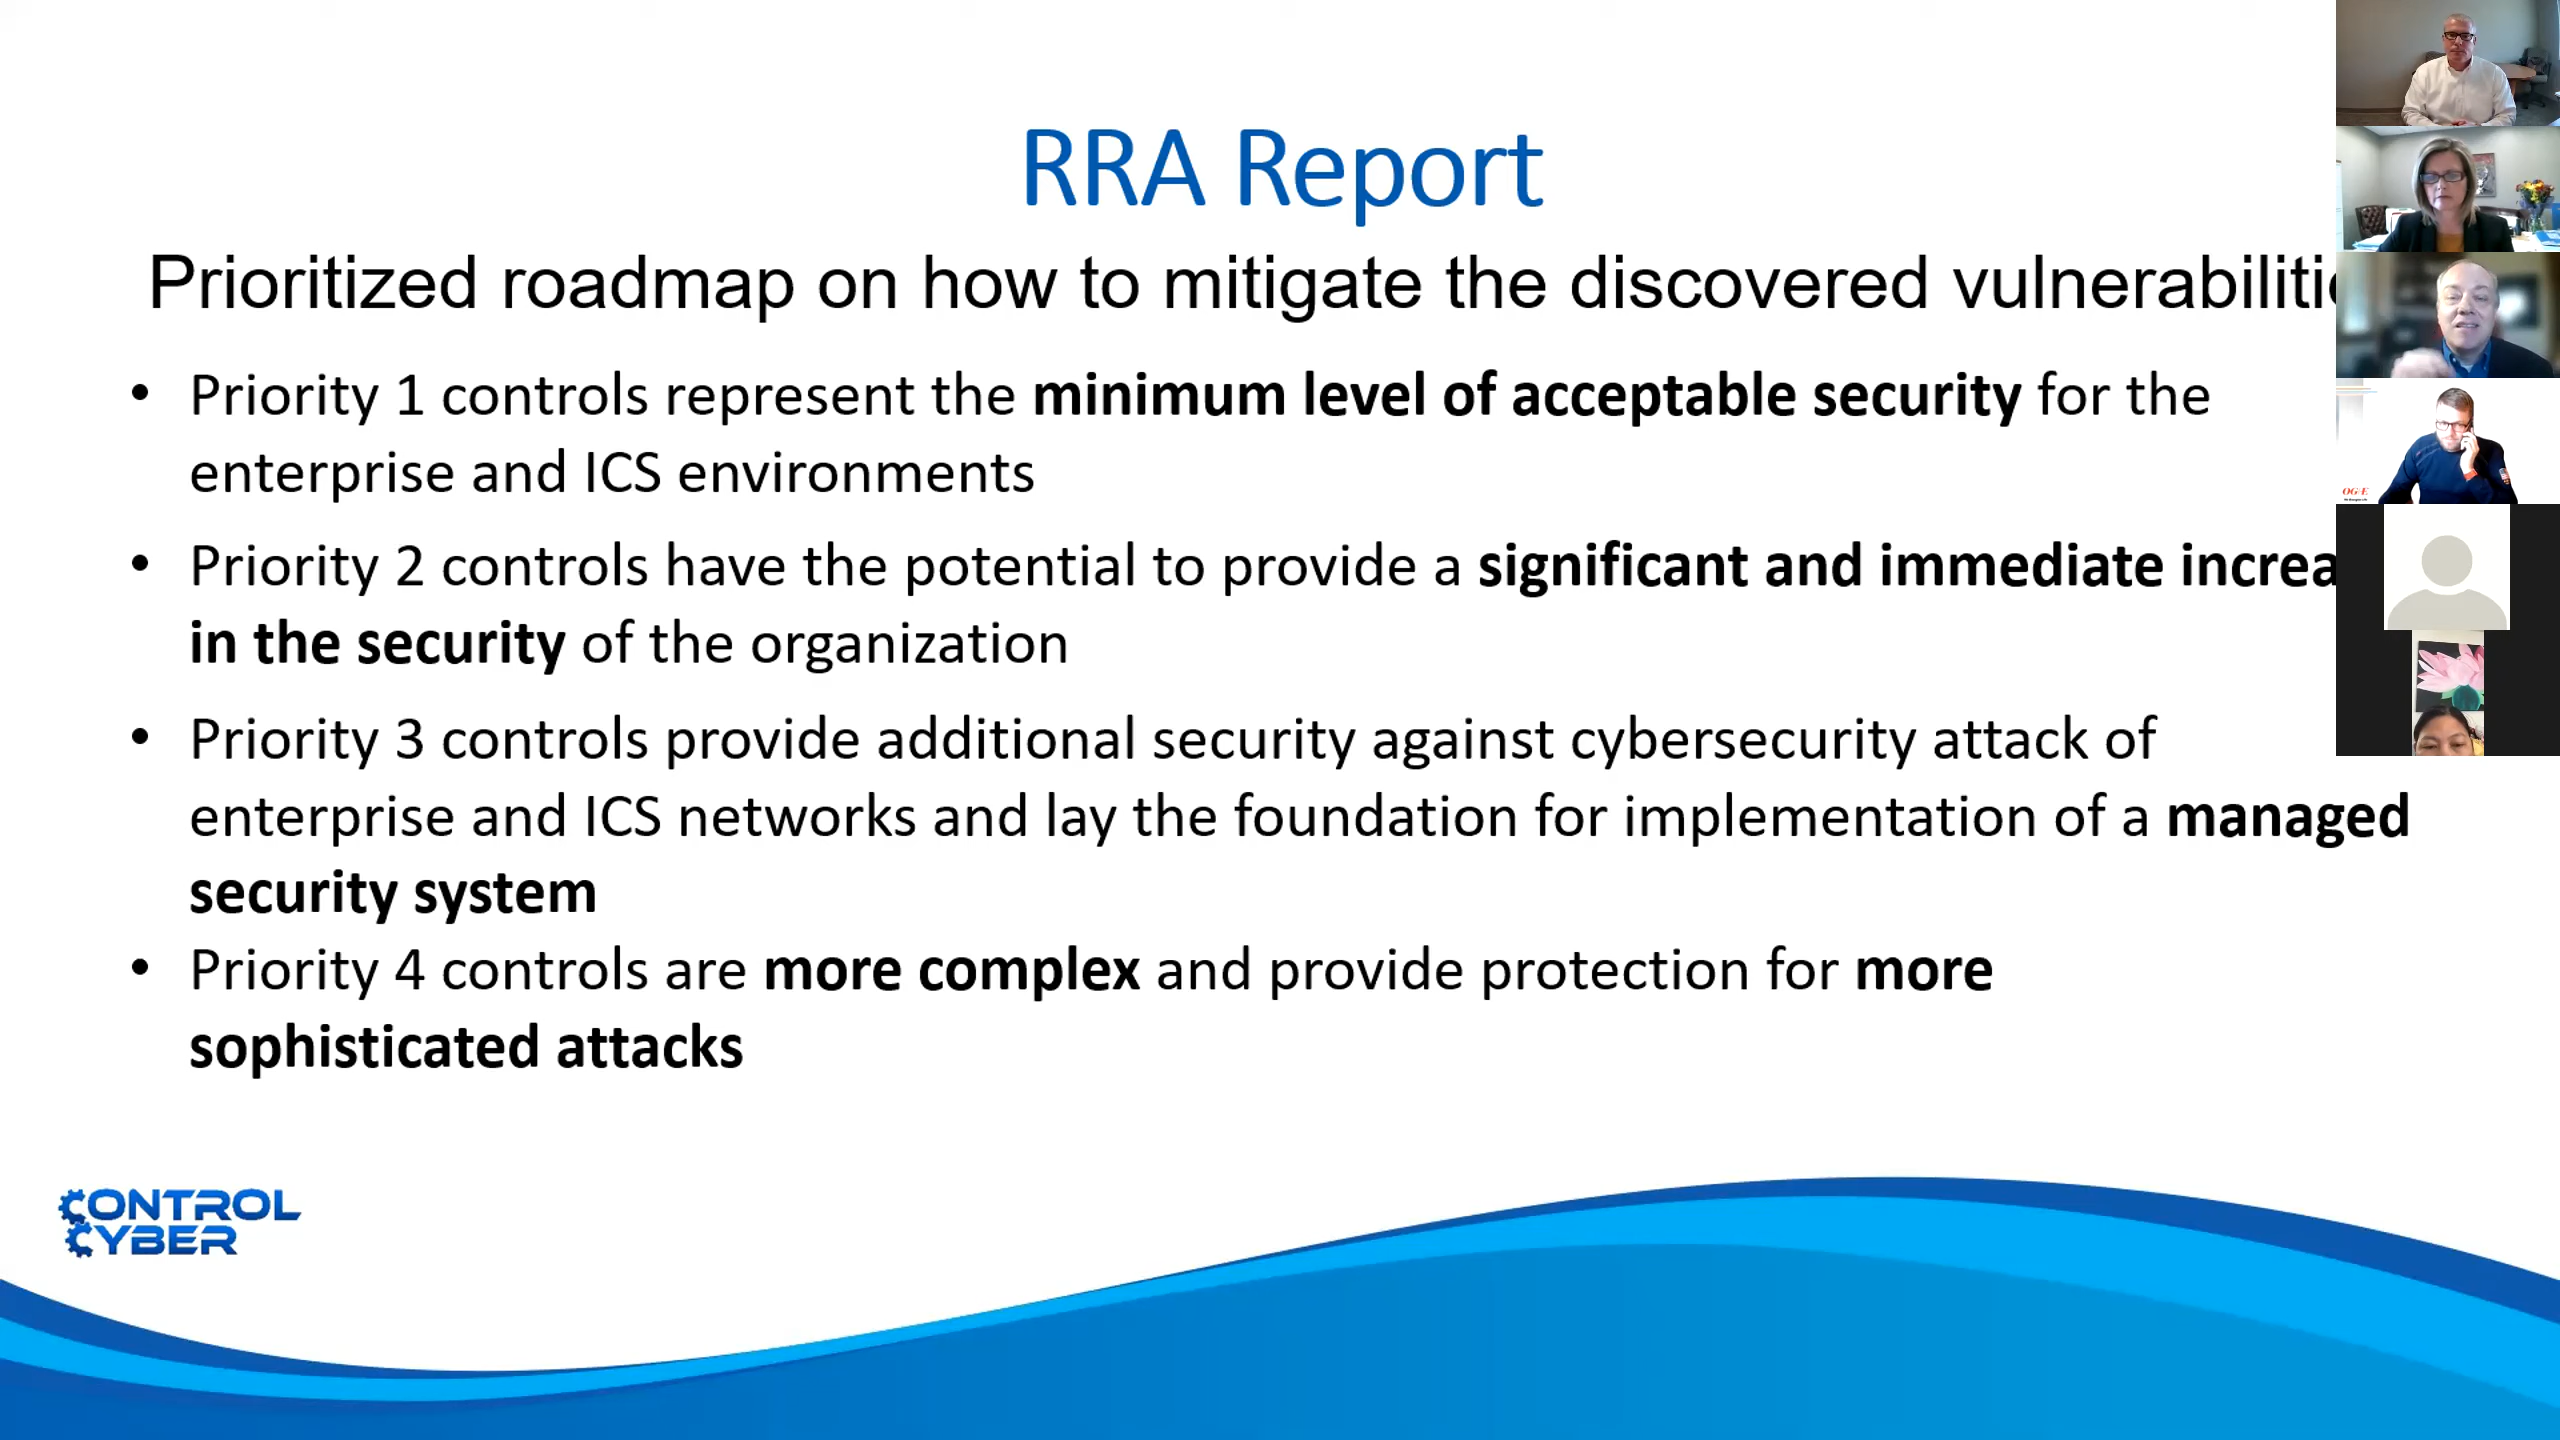 RRA Report
Prioritized roadmap on how to mitigate the discovered
• Priority 1 controls represent the minimum level of acceptable security for the
enterprise and ICS environments
• Priority 2 controls have the potential to provide a significant and immediate
in the security of the organization
• Priority 3 controls provide additional security against cybersecurity attack of
enterprise and ICS networks and lay the foundation for implementation of a managed
security system
• Priority 4 controls are more complex and provide protection for more
sophisticated attacks
CONTROL
CYBER
OG+E